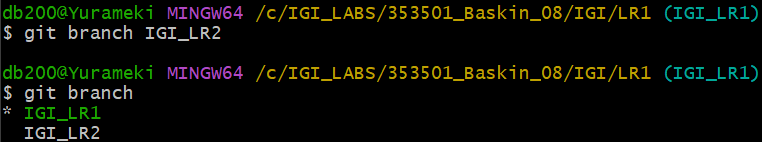 db200@Yurameki MINGW64 /c/IGI_LABS/353501_Baskin_08/IGI/LR1 (IGI_LR1)
$ git branch IGI_LR2
db200@Yurameki MINGW64 /c/IGI_LABS/353501_Baskin_08/IGI/LR1 (IGI_LR1)
$ git branch
* IGI_LR1
  IGI_LR2